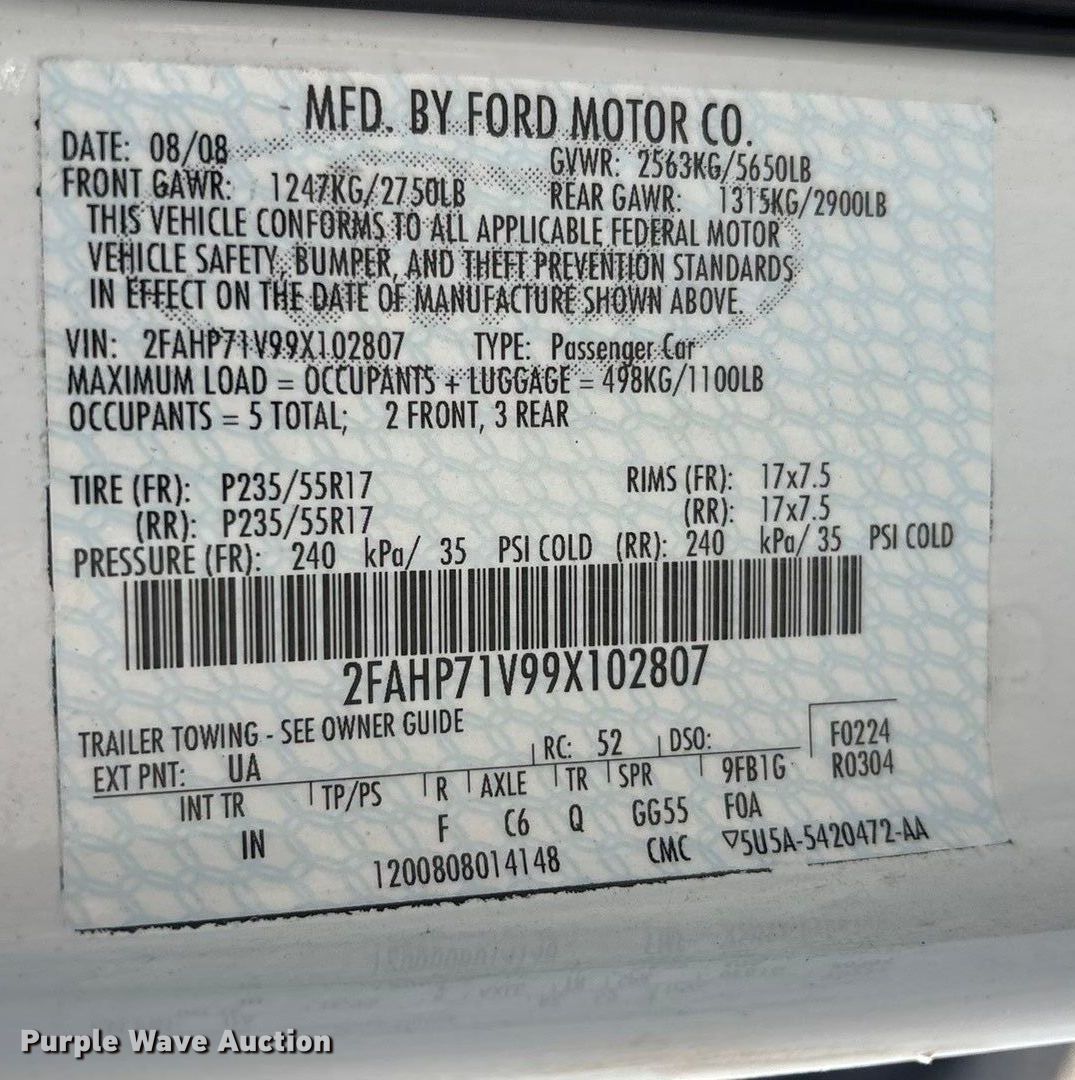 MFD. BY FORD MOTOR CO.
DATE: 08/08 GVWR: 2563KG/5650LB
FRONT GAWR: 1247KG/2750LB REAR GAWR: 1315KG/2900LB
THIS VEHICLE CONFORMS TO ALL APPLICABLE FEDERAL MOTOR
VEHICLE SAFETY, BUMPER, AND THEFT PREVENTION STANDARDS
IN EFFECT ON THE DATE OF MANUFACTURE SHOWN ABOVE.
VIN: 2FAHP71V99X102807 TYPE: Passenger Car
MAXIMUM LOAD = OCCUPANTS + LUGGAGE = 498KG/1100LB
OCCUPANTS = 5 TOTAL; 2 FRONT, 3 REAR
TIRE (FR): P235/55R17 RIMS (FR): 17x7.5
(RR): P235/55R17 (RR): 17x7.5
PRESSURE (FR): 240 kPa/ 35 PSI COLD (RR): 240 kPa/ 35 PSI COLD
2FAHP71V99X102807
TRAILER TOWING - SEE OWNER GUIDE
EXT PNT: UA RC: 52 DSO: F0224
INT TR TP/PS R AXLE TR SPR 9FB1G R0304
IN F C6 Q GG55 FOA
1200808014148 CMC ▽5U5A-5420472-AA
Purple Wave Auction